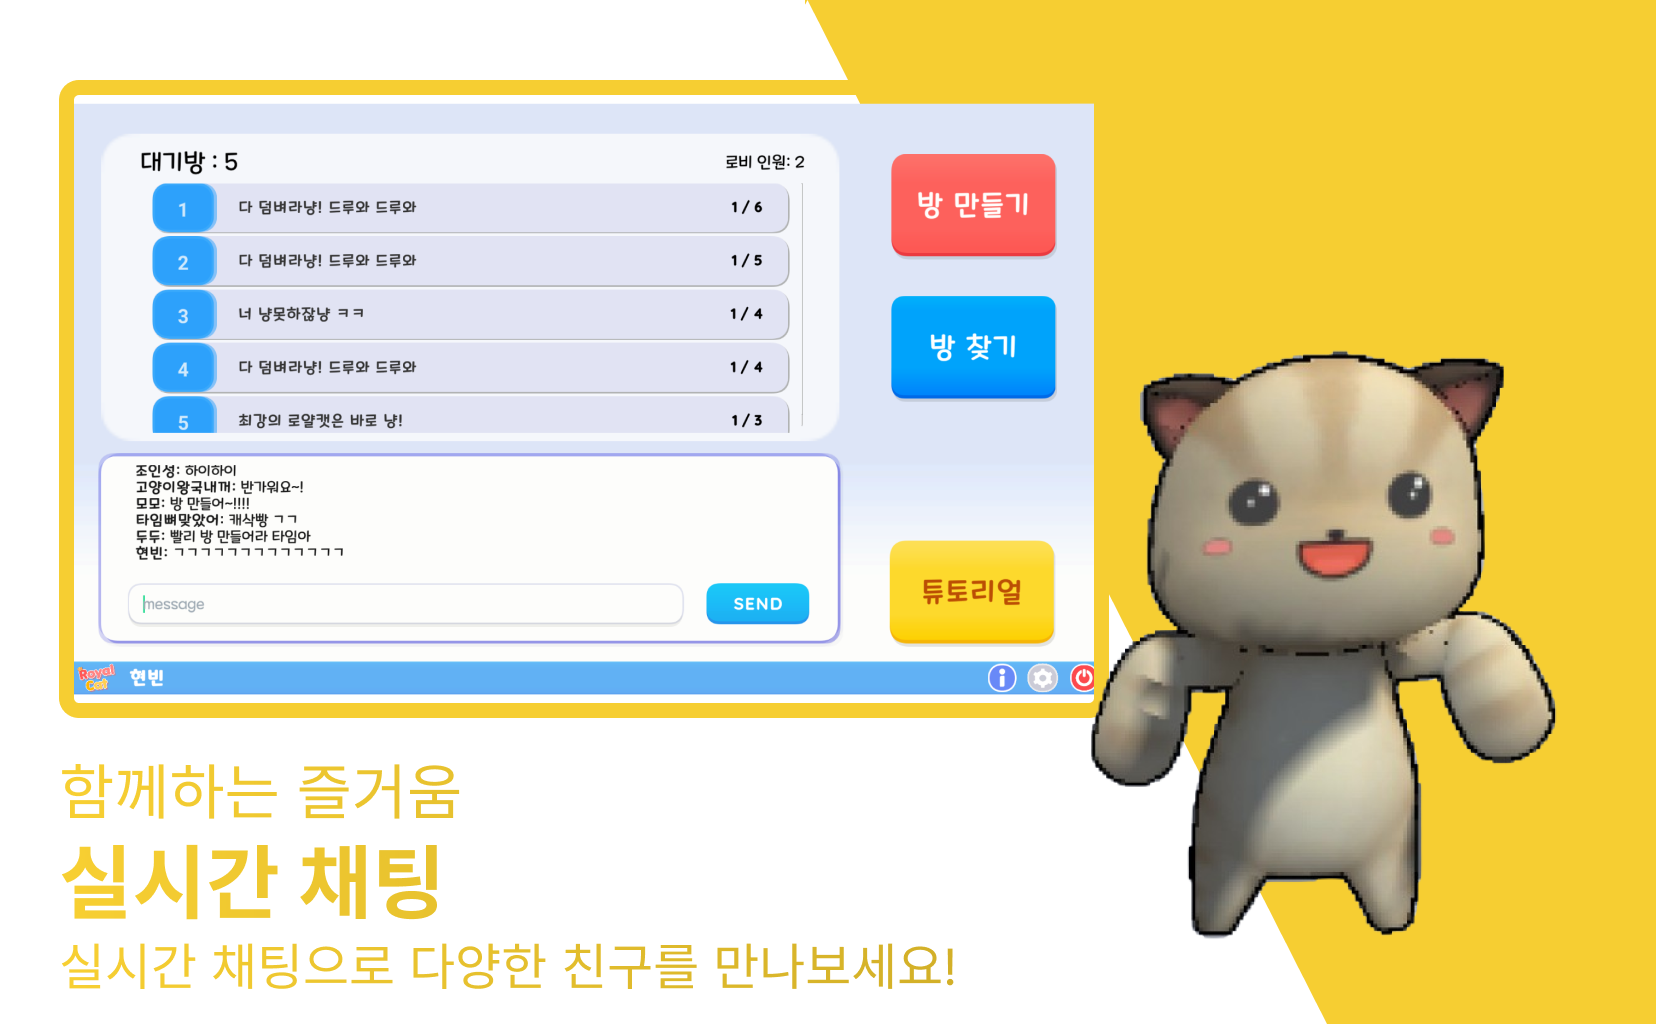 대기방 : 5
로비 인원: 2
1 다 덤벼라냥! 드루와 드루와 1 / 6
2 다 덤벼라냥! 드루와 드루와 1 / 5
3 너 냥못하잖냥 ㅋㅋ 1 / 4
4 다 덤벼라냥! 드루와 드루와 1 / 4
5 최강의 로얄캣은 바로 냥! 1 / 3
방 만들기
방 찾기
튜토리얼
조인성: 하이하이
고양이왕국내꺼: 반가워요~!
모모: 방 만들어~!!!!
타임뼈맞았어: 캐삭빵 ㄱㄱ
두두: 빨리 방 만들어라 타임아
현빈: ㄱㄱㄱㄱㄱㄱㄱㄱㄱㄱㄱㄱㄱ
message
SEND
Royal
Cat
현빈
함께하는 즐거움
실시간 채팅
실시간 채팅으로 다양한 친구를 만나보세요!